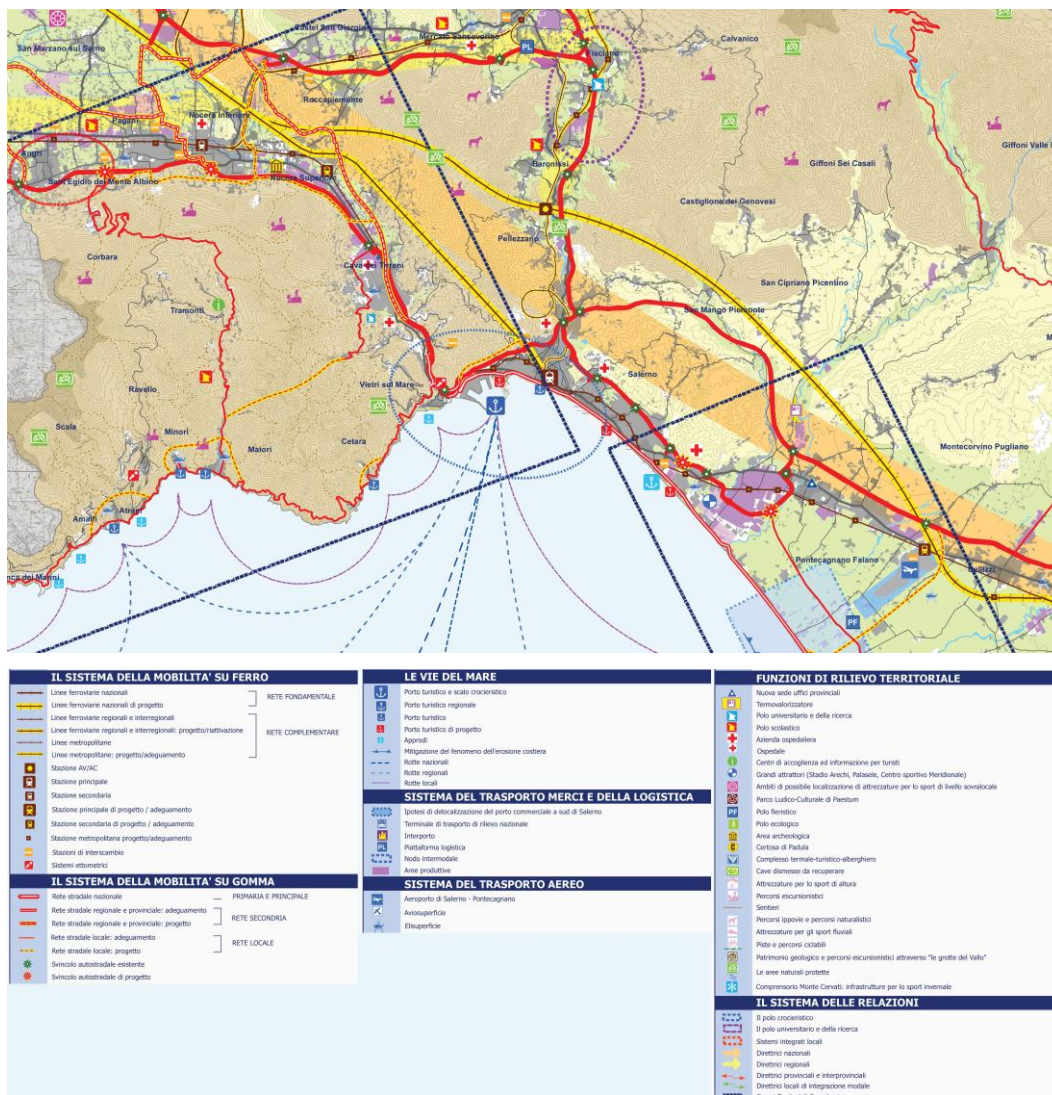 Castel San Giorgio
Mercato Sanseverino
Calvanico
San Marzano sul Sarno
PL
Fisciano
Roccapiemonte
Nocera Inferiore
Pagani
Giffoni Valle
Baronissi
Angri
Giffoni Sei Casali
Sant'Egidio del Monte Albino
Nocera Superiore
Castiglione dei Genovesi
Pellezzano
Corbara
Cava dei Tirreni
San Cipriano Picentino
Tramonti
San Mango Piemonte
Ravello
Vietri sul Mare
Salerno
Scala
Minori
Cetara
Montecorvino Pugliano
Maiori
Atrani
Amalfi
Pontecagnano Faiano
Bellizzi
nca dei Marini
PF
IL SISTEMA DELLA MOBILITA' SU FERRO
Linee ferroviarie nazionali
Linee ferroviarie nazionali di progetto
RETE FONDAMENTALE
Linee ferroviarie regionali e interregionali
Linee ferroviarie regionali e interregionali: progetto/riattivazione
Linee metropolitane
Linee metropolitane: progetto/adeguamento
RETE COMPLEMENTARE
Stazione AV/AC
Stazione principale
Stazione secondaria
Stazione principale di progetto / adeguamento
Stazione secondaria di progetto / adeguamento
Stazione metropolitana progetto/adeguamento
Stazioni di interscambio
Sistemi ettometrici
IL SISTEMA DELLA MOBILITA' SU GOMMA
Rete stradale nazionale
PRIMARIA E PRINCIPALE
Rete stradale regionale e provinciale: adeguamento
Rete stradale regionale e provinciale: progetto
RETE SECONDRIA
Rete stradale locale: adeguamento
Rete stradale locale: progetto
RETE LOCALE
Svincolo autostradale esistente
Svincolo autostradale di progetto
LE VIE DEL MARE
Porto turistico e scalo crocieristico
Porto turistico regionale
Porto turistico
Porto turistico di progetto
Approdi
Mitigazione del fenomeno dell'erosione costiera
Rotte nazionali
Rotte regionali
Rotte locali
SISTEMA DEL TRASPORTO MERCI E DELLA LOGISTICA
Ipotesi di delocalizzazione del porto commerciale a sud di Salerno
Terminale di trasporto di rilievo nazionale
Interporto
PL Piattaforma logistica
Nodo intermodale
Aree produttive
SISTEMA DEL TRASPORTO AEREO
Aeroporto di Salerno - Pontecagnano
Aviosuperficie
Elisuperficie
FUNZIONI DI RILIEVO TERRITORIALE
Nuova sede uffici provinciali
Termovalorizzatore
Polo universitario e della ricerca
Polo scolastico
Azienda ospedaliera
Ospedale
Centri di accoglienza ed informazione per turisti
Grandi attrattori (Stadio Arechi, Palasele, Centro sportivo Meridionale)
Ambiti di possibile localizzazione di attrezzature per lo sport di livello sovralocale
Parco Ludico-Culturale di Paestum
PF Polo fieristico
Polo ecologico
Area archeologica
Certosa di Padula
Complesso termale-turistico-alberghiero
Cave dismesse da recuperare
Attrezzature per lo sport di altura
Percorsi escursionistici
Sentieri
Percorsi ippovie e percorsi naturalistici
Attrezzature per gli sport fluviali
Piste e percorsi ciclabili
Patrimonio geologico e percorsi escursionistici attraverso "le grotte del Vallo"
Le aree naturali protette
Comprensorio Monte Cervati: infrastrutture per lo sport invernale
IL SISTEMA DELLE RELAZIONI
Il polo crocieristico
Il polo universitario e della ricerca
Sistemi integrati locali
Direttrici nazionali
Direttrici regionali
Direttrici provinciali e interprovinciali
Direttrici locali di integrazione modale